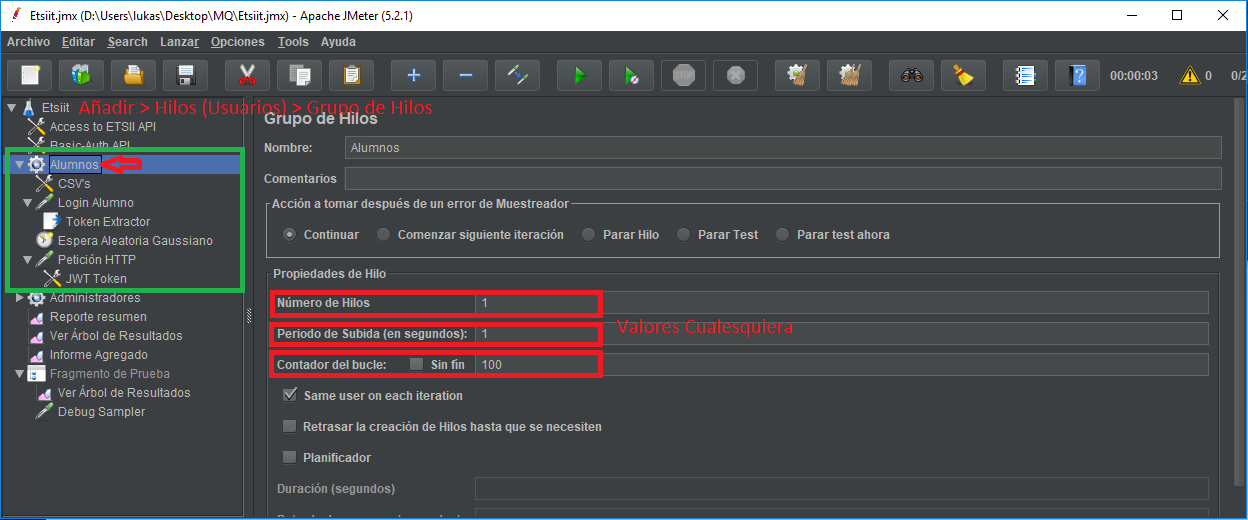 Etsiit.jmx (D:\Users\lukas\Desktop\MQ\Etsiit.jmx) - Apache JMeter (5.2.1)
Archivo Editar Search Lanzar Opciones Tools Ayuda
00:00:03 0 0/2
Etsiit Añadir > Hilos (Usuarios) > Grupo de Hilos
Access to ETSII API
Basic-Auth API
Alumnos
CSV's
Login Alumno
Token Extractor
Espera Aleatoria Gaussiano
Petición HTTP
JWT Token
Administradores
Reporte resumen
Ver Árbol de Resultados
Informe Agregado
Fragmento de Prueba
Ver Árbol de Resultados
Debug Sampler
Grupo de Hilos
Nombre: Alumnos
Comentarios
Acción a tomar después de un error de Muestreador
Continuar Comenzar siguiente iteración Parar Hilo Parar Test Parar test ahora
Propiedades de Hilo
Número de Hilos 1
Periodo de Subida (en segundos): 1
Valores Cualesquiera
Contador del bucle: Sin fín 100
Same user on each iteration
Retrasar la creación de Hilos hasta que se necesiten
Planificador
Duración (segundos)